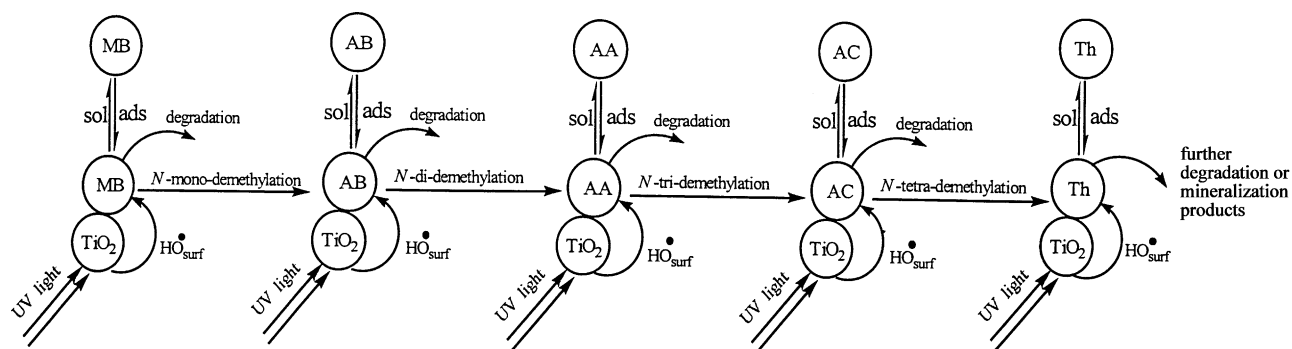 MB
AB
AA
AC
Th
sol ads
degradation
sol ads
degradation
sol ads
degradation
sol ads
degradation
sol ads
further
degradation or
mineralization
products
MB
N-mono-demethylation
AB
N-di-demethylation
AA
N-tri-demethylation
AC
N-tetra-demethylation
Th
TiO₂
HO•surf
TiO₂
HO•surf
TiO₂
HO•surf
TiO₂
HO•surf
TiO₂
HO•surf
UV light
UV light
UV light
UV light
UV light